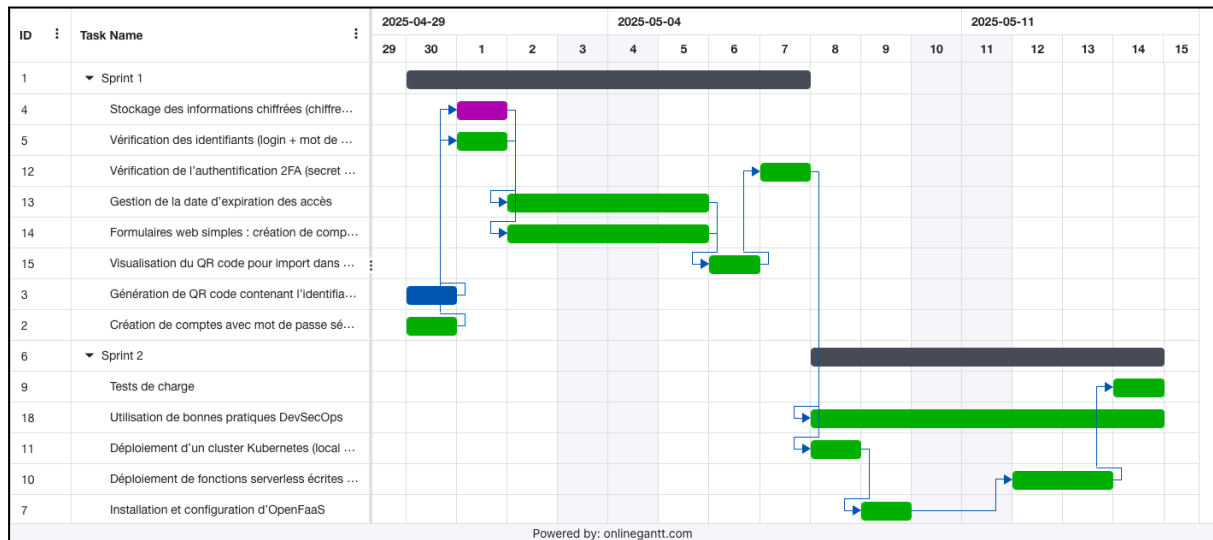 ID Task Name 2025-04-29 2025-05-04 2025-05-11
29 30 1 2 3 4 5 6 7 8 9 10 11 12 13 14 15
1 Sprint 1
4 Stockage des informations chiffrées (chiffre…
5 Vérification des identifiants (login + mot de …
12 Vérification de l’authentification 2FA (secret …
13 Gestion de la date d’expiration des accès
14 Formulaires web simples : création de comp…
15 Visualisation du QR code pour import dans …
3 Génération de QR code contenant l’identifia…
2 Création de comptes avec mot de passe sé…
6 Sprint 2
9 Tests de charge
18 Utilisation de bonnes pratiques DevSecOps
11 Déploiement d’un cluster Kubernetes (local …
10 Déploiement de fonctions serverless écrites …
7 Installation et configuration d’OpenFaaS
Powered by: onlinegantt.com